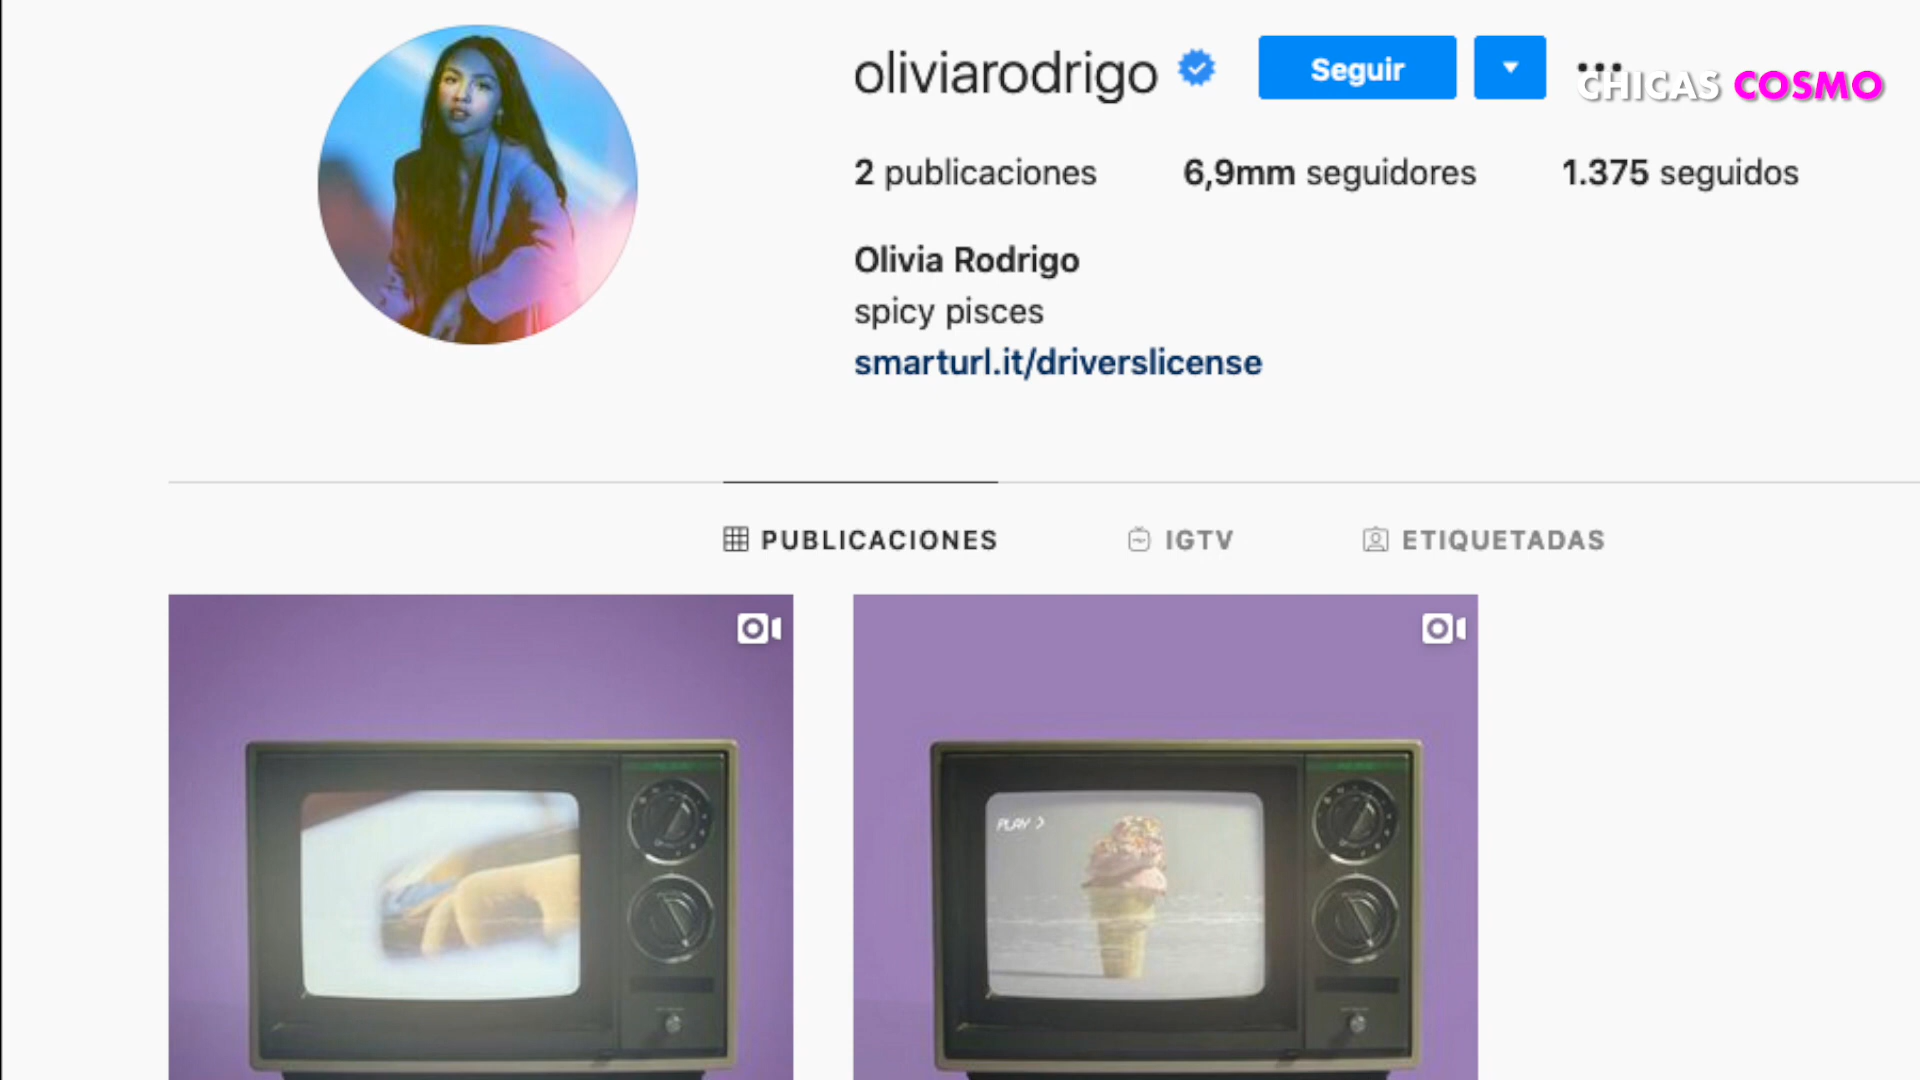 oliviarodrigo
Seguir
CHICAS COSMO
2 publicaciones
6,9mm seguidores
1.375 seguidos
Olivia Rodrigo
spicy pisces
smarturl.it/driverslicense
PUBLICACIONES
IGTV
ETIQUETADAS
PLAY >